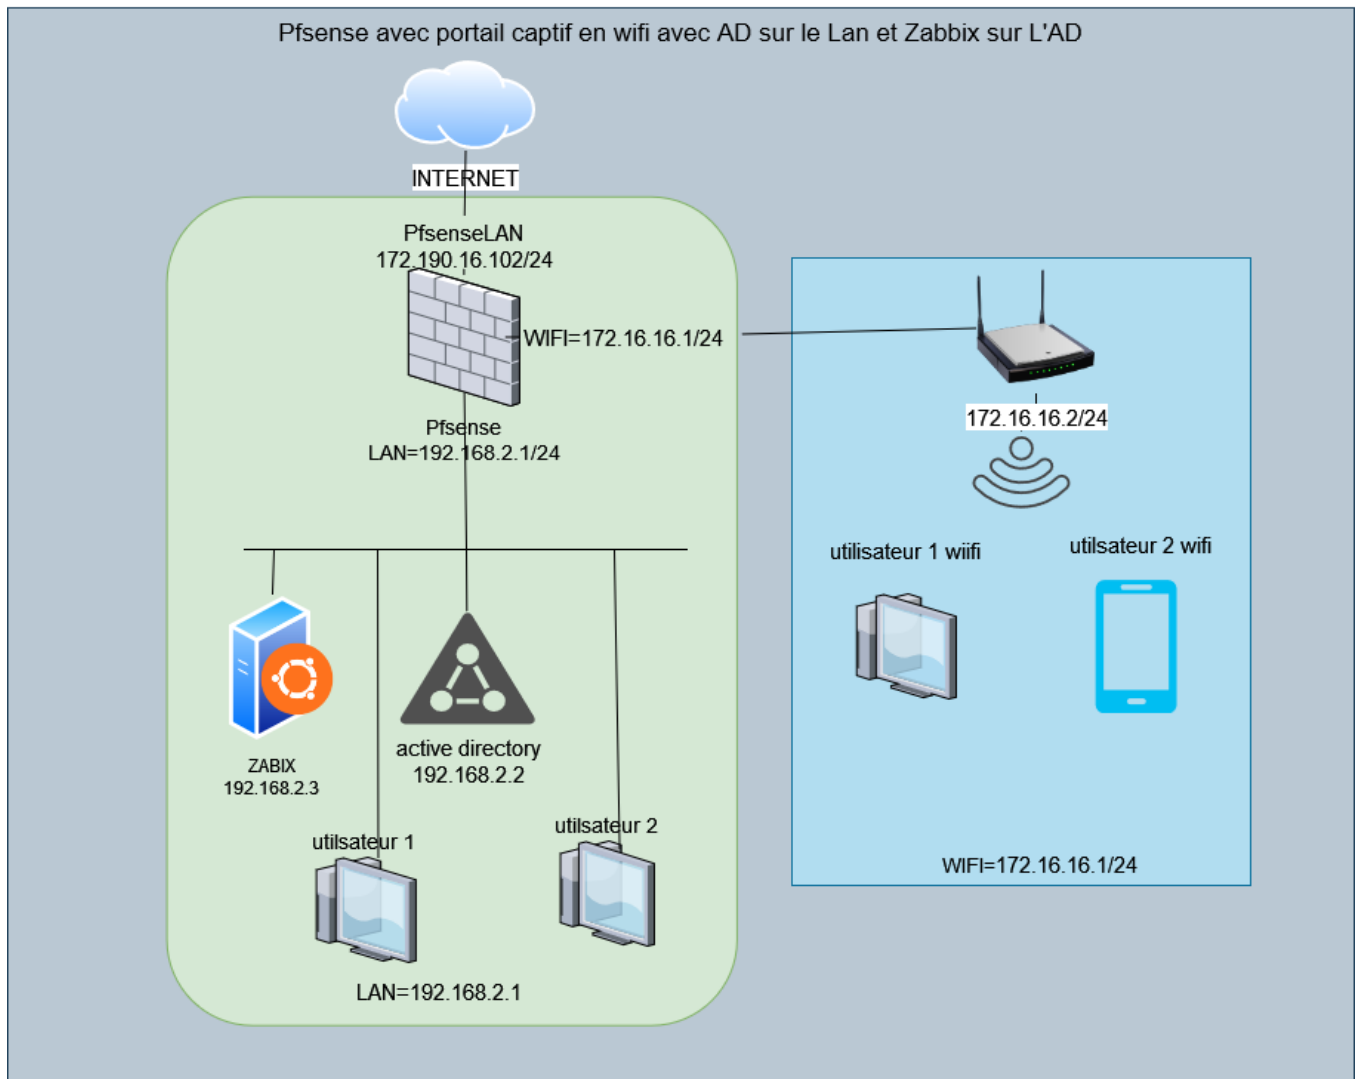 Pfsense avec portail captif en wifi avec AD sur le Lan et Zabbix sur L'AD
INTERNET
PfsenseLAN
172.190.16.102/24
WIFI=172.16.16.1/24
Pfsense
LAN=192.168.2.1/24
172.16.16.2/24
utilisateur 1 wiifi
utilsateur 2 wifi
ZABIX
192.168.2.3
active directory
192.168.2.2
utilsateur 1
utilsateur 2
WIFI=172.16.16.1/24
LAN=192.168.2.1